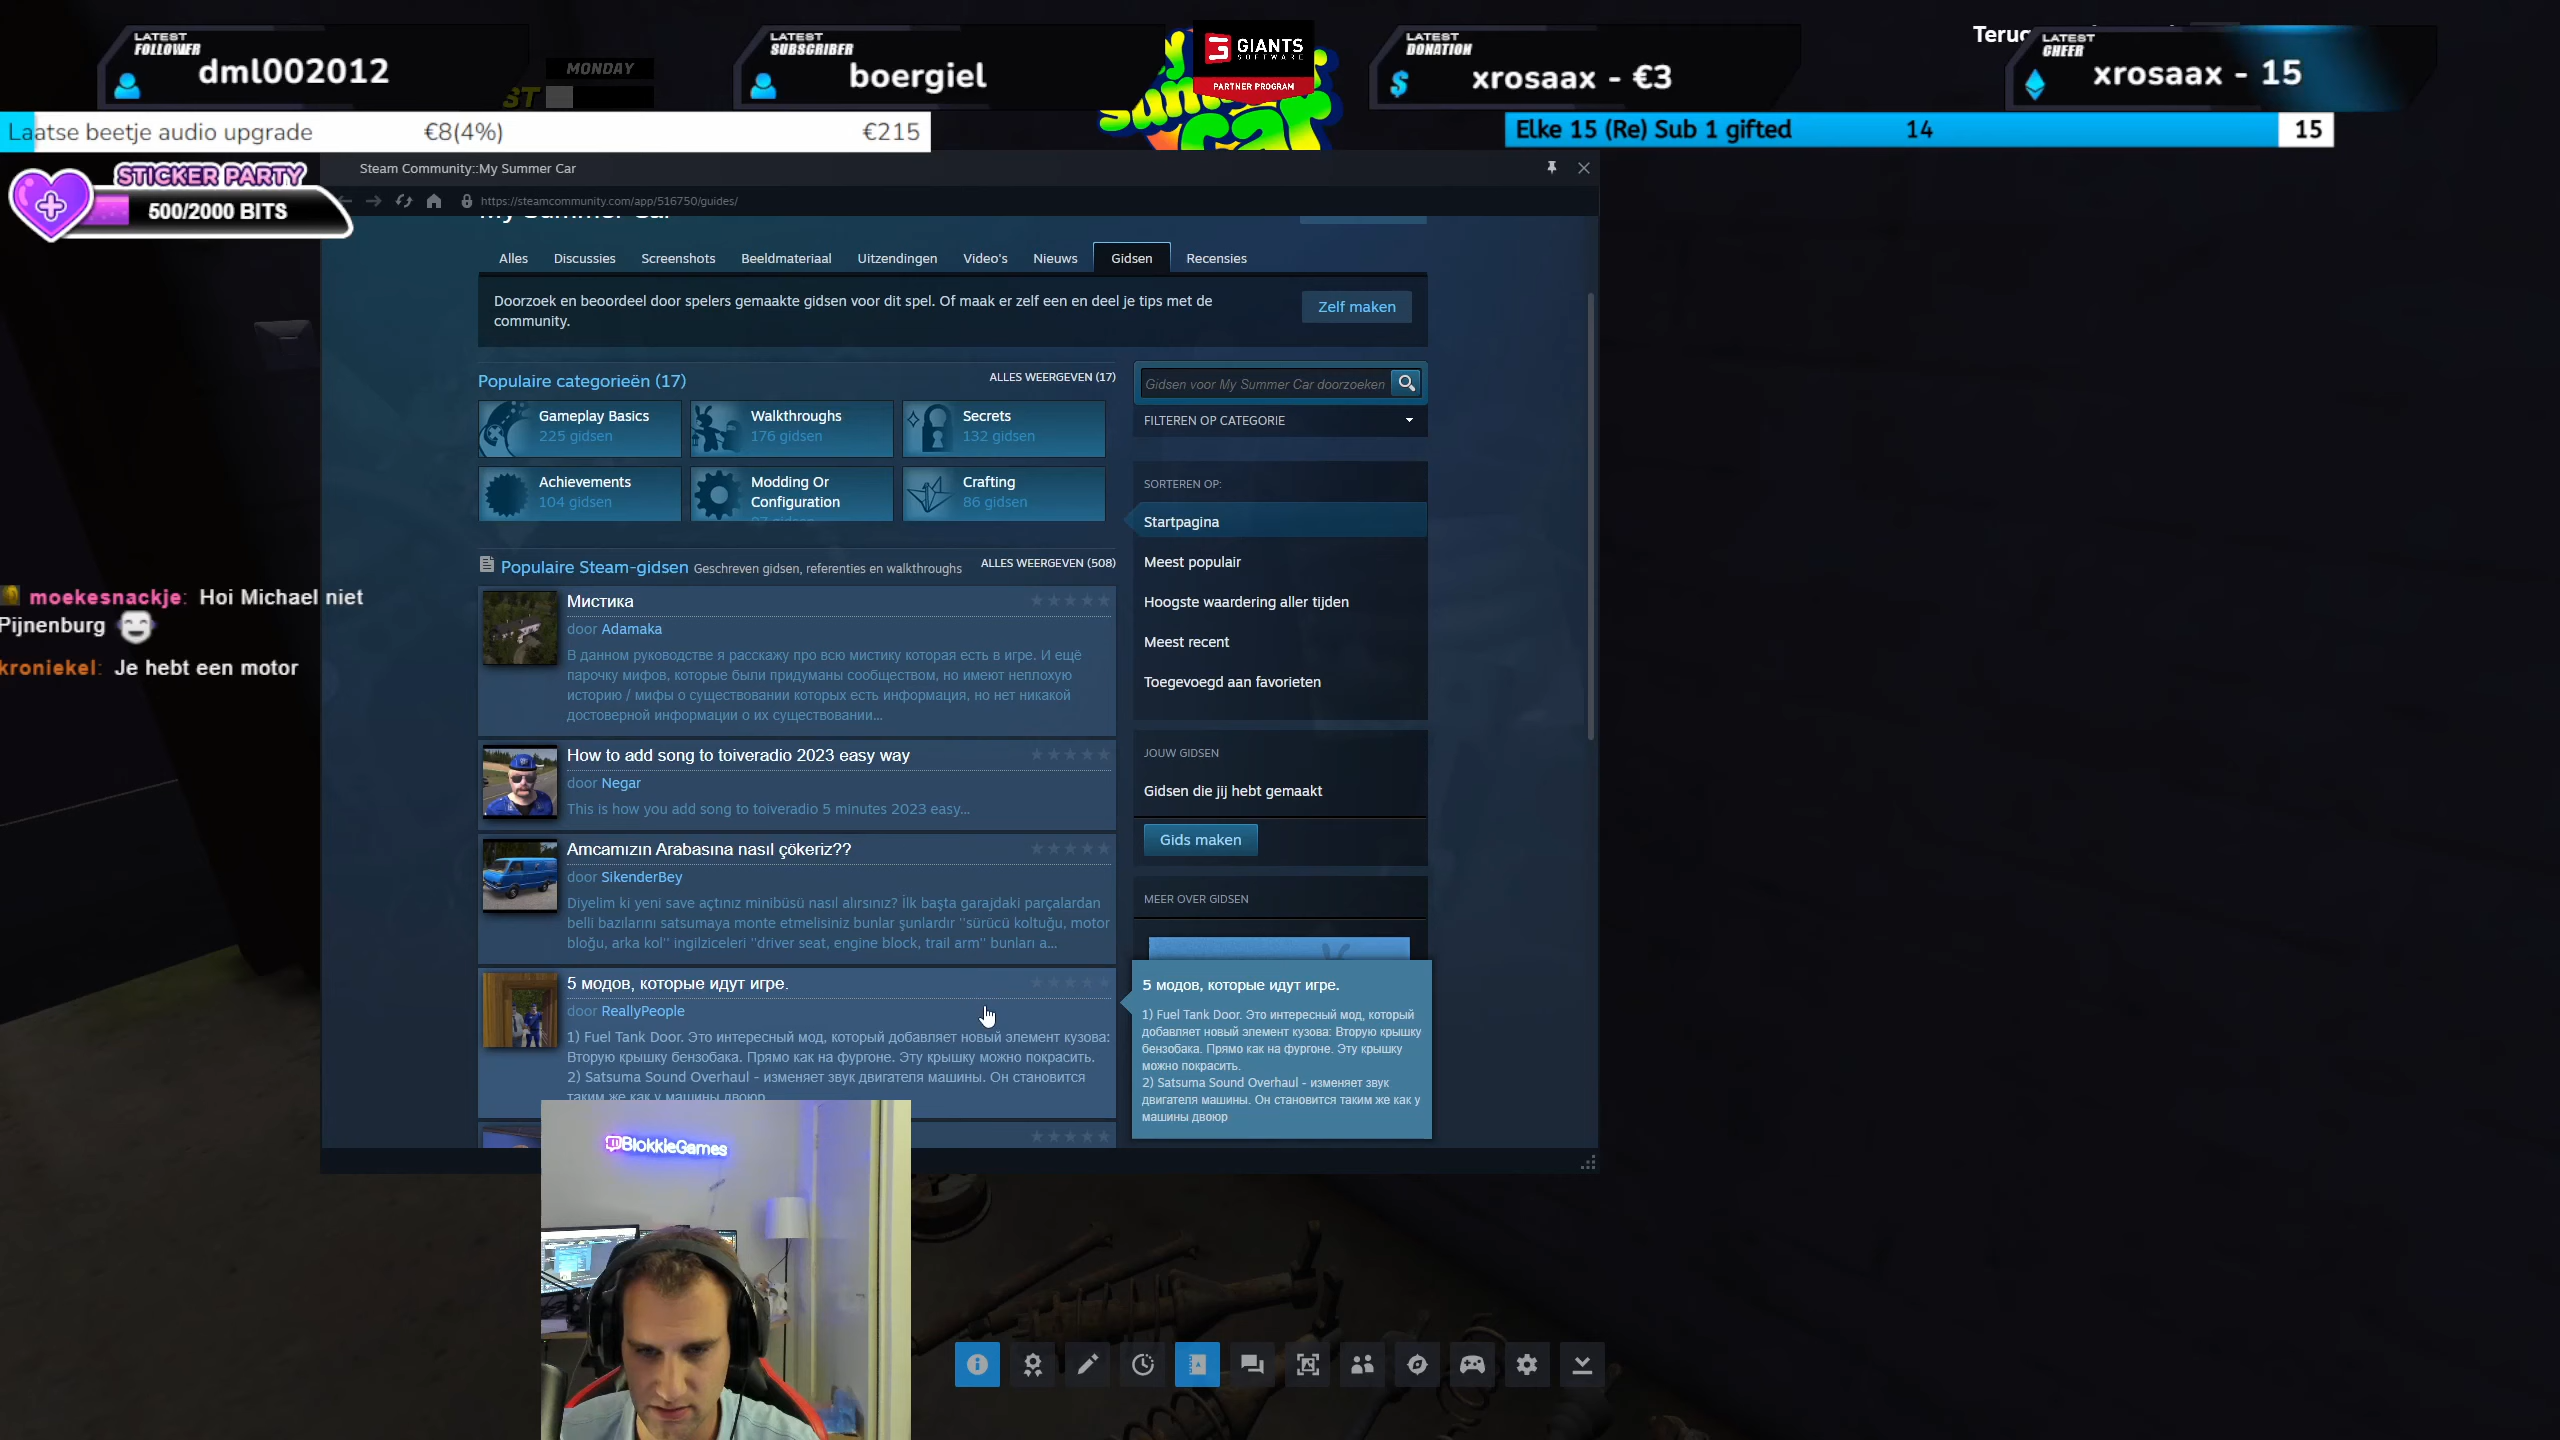 LATEST
FOLLOWER
dml002012
MONDAY
LATEST
SUBSCRIBER
boergiel
GIANTS
SOFTWARE
PARTNER PROGRAM
car
LATEST
DONATION
xrosaax - €3
Terug
LATEST
CHEER
xrosaax - 15
Laatse beetje audio upgrade €8(4%) €215
Elke 15 (Re) Sub 1 gifted 14 15
STICKER PARTY
500/2000 BITS
Steam Community::My Summer Car
https://steamcommunity.com/app/516750/guides/
My Summer Car
Alles Discussies Screenshots Beeldmateriaal Uitzendingen Video's Nieuws Gidsen Recensies
Doorzoek en beoordeel door spelers gemaakte gidsen voor dit spel. Of maak er zelf een en deel je tips met de
community.
Zelf maken
Populaire categorieën (17) ALLES WEERGEVEN (17)
Gameplay Basics
225 gidsen
Walkthroughs
176 gidsen
Secrets
132 gidsen
Achievements
104 gidsen
Modding Or
Configuration
Crafting
86 gidsen
Gidsen voor My Summer Car doorzoeken
FILTEREN OP CATEGORIE
SORTEREN OP:
Startpagina
Meest populair
Hoogste waardering aller tijden
Meest recent
Toegevoegd aan favorieten
JOUW GIDSEN
Gidsen die jij hebt gemaakt
Gids maken
MEER OVER GIDSEN
Populaire Steam-gidsen Geschreven gidsen, referenties en walkthroughs ALLES WEERGEVEN (508)
Мистика
door Adamaka
В данном руководстве я расскажу про всю мистику которая есть в игре. И ещё
парочку мифов, которые были придуманы сообществом, но имеют неплохую
историю / мифы о существовании которых есть информация, но нет никакой
достоверной информации о их существовании...
How to add song to toiveradio 2023 easy way
door Negar
This is how you add song to toiveradio 5 minutes 2023 easy...
Amcamızın Arabasına nasıl çökeriz??
door SikenderBey
Diyelim ki yeni save açtınız minibüsü nasıl alırsınız? İlk başta garajdaki parçalardan
belli bazılarını satsumaya monte etmelisiniz bunlar şunlardır "sürücü koltuğu, motor
bloğu, arka kol" ingilziceleri "driver seat, engine block, trail arm" bunları a...
5 модов, которые идут игре.
door ReallyPeople
1) Fuel Tank Door. Это интересный мод, который добавляет новый элемент кузова:
Вторую крышку бензобака. Прямо как на фургоне. Эту крышку можно покрасить.
2) Satsuma Sound Overhaul - изменяет звук двигателя машины. Он становится
таким же как у машины двоюр
5 модов, которые идут игре.
1) Fuel Tank Door. Это интересный мод, который
добавляет новый элемент кузова: Вторую крышку
бензобака. Прямо как на фургоне. Эту крышку
можно покрасить.
2) Satsuma Sound Overhaul - изменяет звук
двигателя машины. Он становится таким же как у
машины двоюр
moekesnackje: Hoi Michael niet
Pijnenburg
kroniekel: Je hebt een motor
BlokkieGames